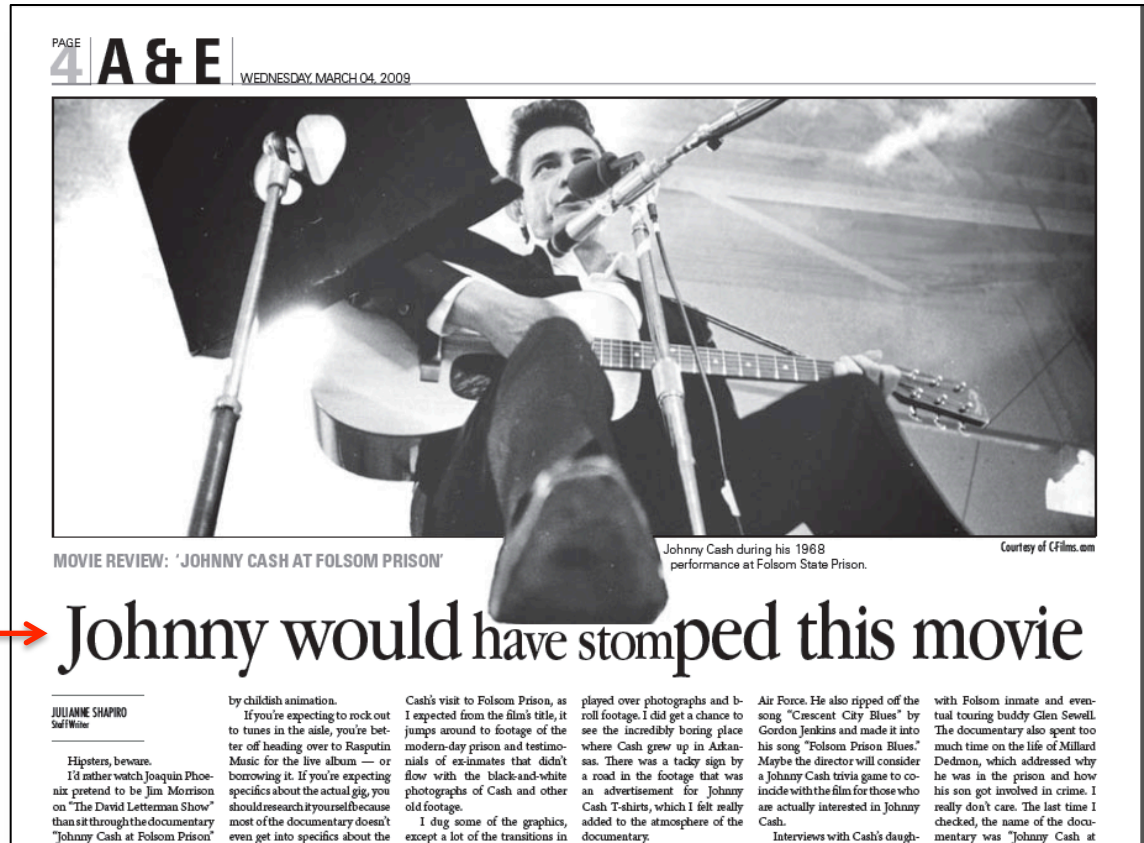 PAGE
4
A & E
WEDNESDAY, MARCH 04, 2009
MOVIE REVIEW: ‘JOHNNY CASH AT FOLSOM PRISON’
Johnny Cash during his 1968
performance at Folsom State Prison.
Courtesy of C-Films.com
Johnny would have stomped this movie
JULIANNE SHAPIRO
Staff Writer
Hipsters, beware.
I’d rather watch Joaquin Phoe-
nix pretend to be Jim Morrison
on “The David Letterman Show”
than sit through the documentary
“Johnny Cash at Folsom Prison”
by childish animation.
If you’re expecting to rock out
to tunes in the aisle, you’re bet-
ter off heading over to Rasputin
Music for the live album — or
borrowing it. If you’re expecting
specifics about the actual gig, you
should research it yourself because
most of the documentary doesn’t
even get into specifics about the
Cash’s visit to Folsom Prison, as
I expected from the film’s title, it
jumps around to footage of the
modern-day prison and testimo-
nials of ex-inmates that didn’t
flow with the black-and-white
photographs of Cash and other
old footage.
I dug some of the graphics,
except a lot of the transitions in
played over photographs and b-
roll footage. I did get a chance to
see the incredibly boring place
where Cash grew up in Arkan-
sas. There was a tacky sign by
a road in the footage that was
an advertisement for Johnny
Cash T-shirts, which I felt really
added to the atmosphere of the
documentary.
Air Force. He also ripped off the
song “Crescent City Blues” by
Gordon Jenkins and made it into
his song “Folsom Prison Blues.”
Maybe the director will consider
a Johnny Cash trivia game to co-
incide with the film for those who
are actually interested in Johnny
Cash.
Interviews with Cash’s daugh-
with Folsom inmate and even-
tual touring buddy Glen Sewell.
The documentary also spent too
much time on the life of Millard
Dedmon, which addressed why
he was in the prison and how
his son got involved in crime. I
really don’t care. The last time I
checked, the name of the docu-
mentary was “Johnny Cash at